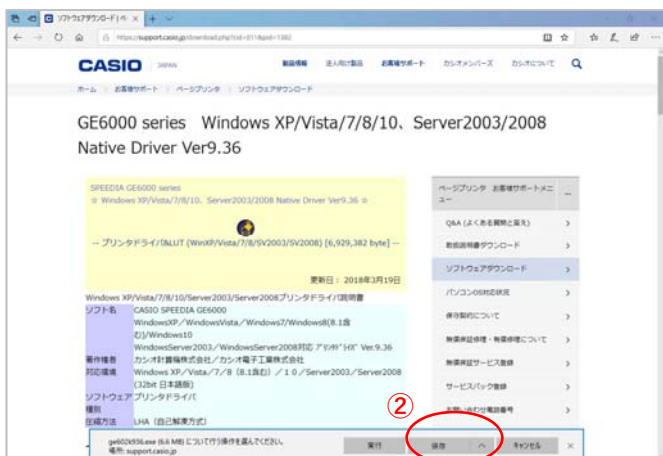 ソフトウェアダウンロード | ペ
https://support.casio.jp/download.php?cid=011&pid=1382
CASIO JAPAN
製品情報 法人向け製品 お客様サポート カシオメンバーズ カシオについて
ホーム お客様サポート ページプリンタ ソフトウェアダウンロード
GE6000 series Windows XP/Vista/7/8/10、Server2003/2008
Native Driver Ver9.36
SPEEDIA GE6000 series
☆ Windows XP/Vista/7/8/10、Server2003/2008 Native Driver Ver9.36 ☆
-- プリンタドライバ&LUT (WinXP/Vista/7/8/SV2003/SV2008) [6,929,382 byte] --
更新日： 2018年3月19日
Windows XP/Vista/7/8/10/Server2003/Server2008プリンタドライバ説明書
ソフト名 CASIO SPEEDIA GE6000
WindowsXP／WindowsVista／Windows7/Windows8(8.1含
む)/Windows10
WindowsServer2003／WindowsServer2008対応 ﾌﾟﾘﾝﾀﾄﾞﾗｲﾊﾞ Ver.9.36
著作権者 カシオ計算機株式会社／カシオ電子工業株式会社
対応環境 Windows XP／Vista／7／8（8.1含む）／１０／Server2003／Server2008
(32bit 日本語版)
ソフトウェア プリンタドライバ
種別
圧縮方法 LHA（自己解凍方式）
ページプリンタ お客様サポートメニ
ュー
Q&A (よくある質問と答え)
取扱説明書ダウンロード
ソフトウェアダウンロード
パソコンOS対応状況
保守契約について
無償保証修理・無償修理について
無償保証サービス登録
サービスパック登録
お問い合わせ電話番号
②
ge602k936.exe (6.6 MB) について行う操作を選んでください。
場所: support.casio.jp
実行 保存 キャンセル